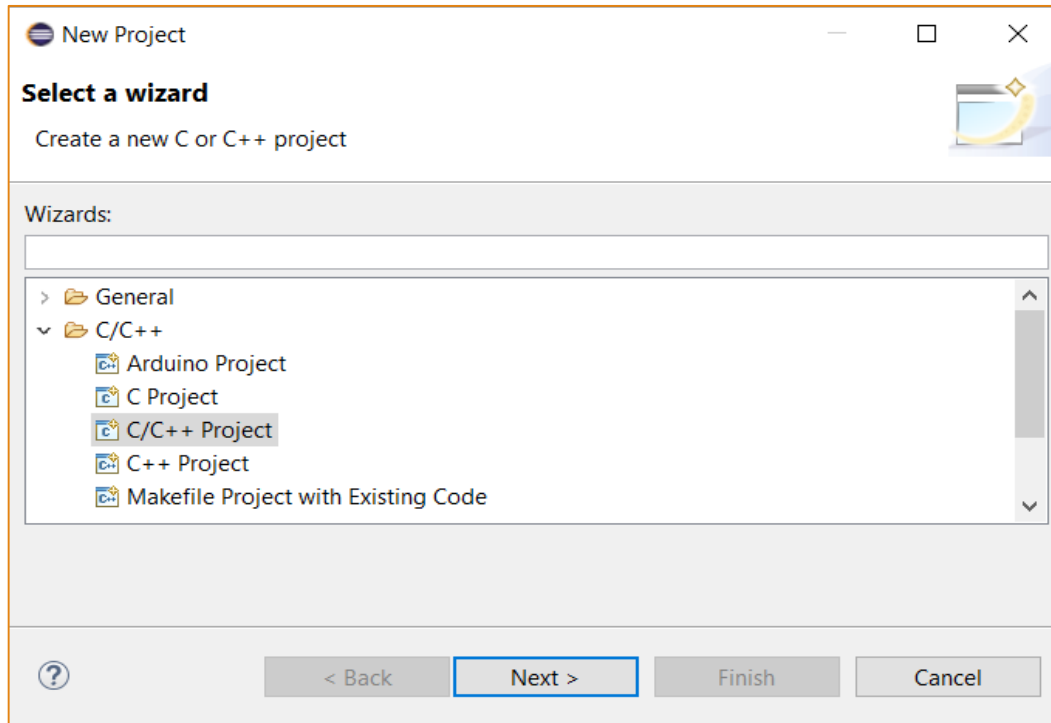 New Project
Select a wizard
Create a new C or C++ project
Wizards:
General
C/C++
Arduino Project
C Project
C/C++ Project
C++ Project
Makefile Project with Existing Code
? < Back Next > Finish Cancel